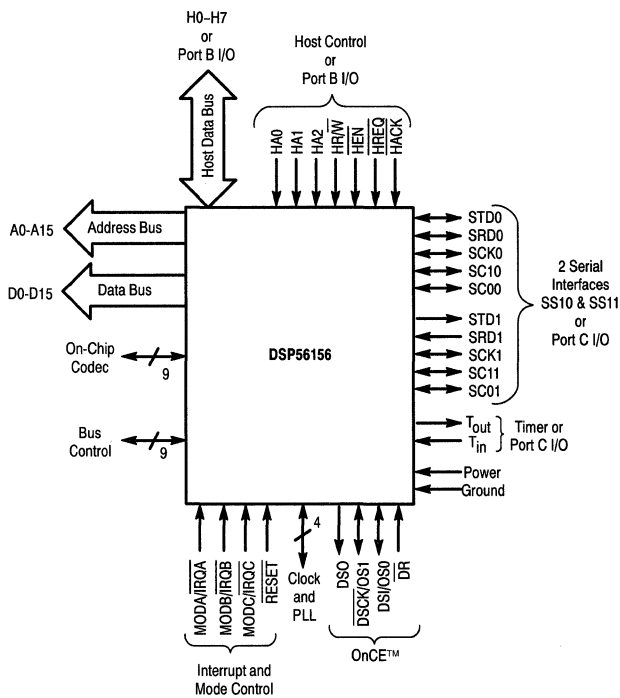 H0–H7
or
Port B I/O
Host Control
or
Port B I/O
Host Data Bus
HA0
HA1
HA2
HR/W
HEN
HREQ
HACK
A0-A15
Address Bus
D0-D15
Data Bus
On-Chip
Codec
9
Bus
Control
9
DSP56156
STD0
SRD0
SCK0
SC10
SC00
STD1
SRD1
SCK1
SC11
SC01
2 Serial
Interfaces
SS10 & SS11
or
Port C I/O
Tout
Tin
Timer or
Port C I/O
Power
Ground
MODA/IRQA
MODB/IRQB
MODC/IRQC
RESET
4
Clock
and
PLL
DSO
DSCK/OS1
DSI/OS0
DR
Interrupt and
Mode Control
OnCE™